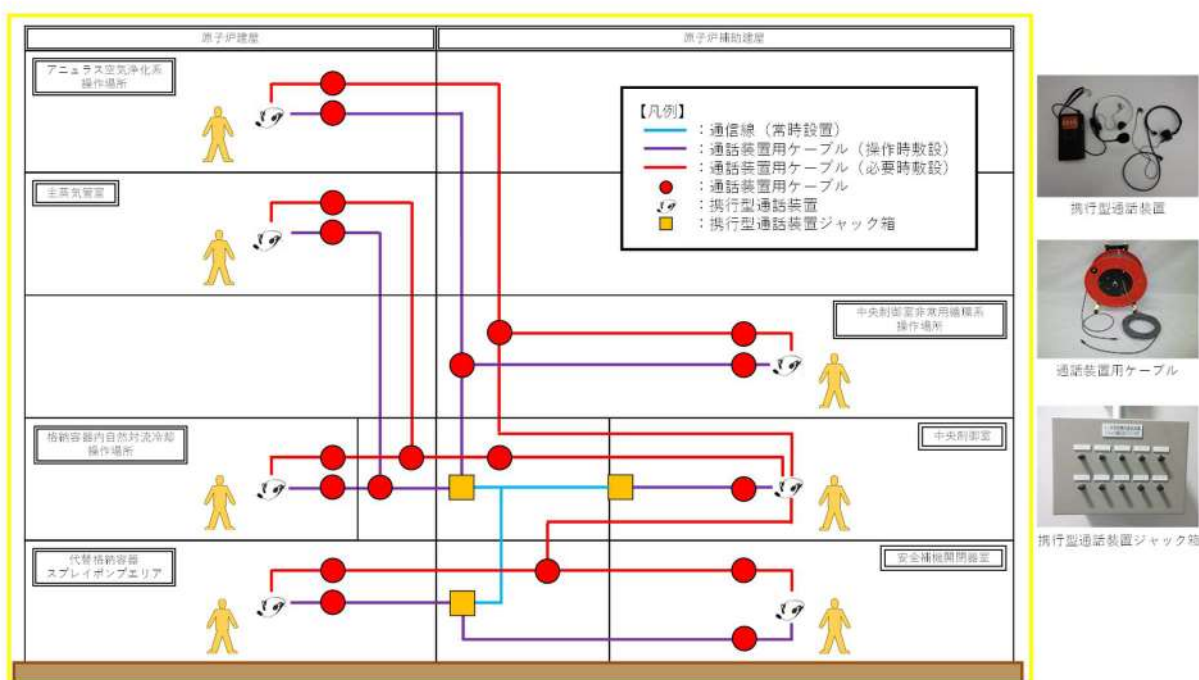 原子炉建屋
原子炉補助建屋
アニュラス空気浄化系
操作場所
【凡例】
：通信線（常時設置）
：通話装置用ケーブル（操作時敷設）
：通話装置用ケーブル（必要時敷設）
：通話装置用ケーブル
：携行型通話装置
：携行型通話装置ジャック箱
携行型通話装置
主蒸気管室
中央制御室非常用循環系
操作場所
通話装置用ケーブル
格納容器内自然対流冷却
操作場所
中央制御室
携行型通話装置ジャック箱
代替格納容器
スプレイポンプエリア
安全補機開閉器室